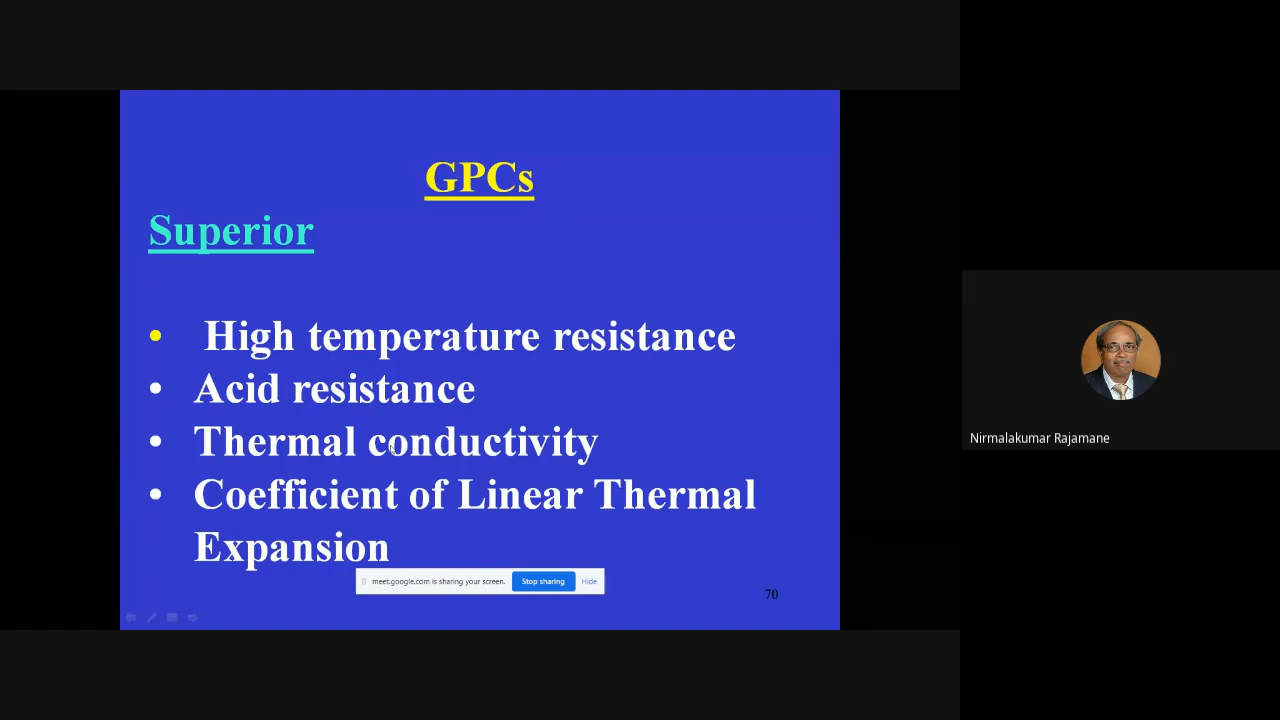 GPCs
Superior
• High temperature resistance
• Acid resistance
• Thermal conductivity
• Coefficient of Linear Thermal
Expansion
meet.google.com is sharing your screen. Stop sharing Hide
70
Nirmalakumar Rajamane